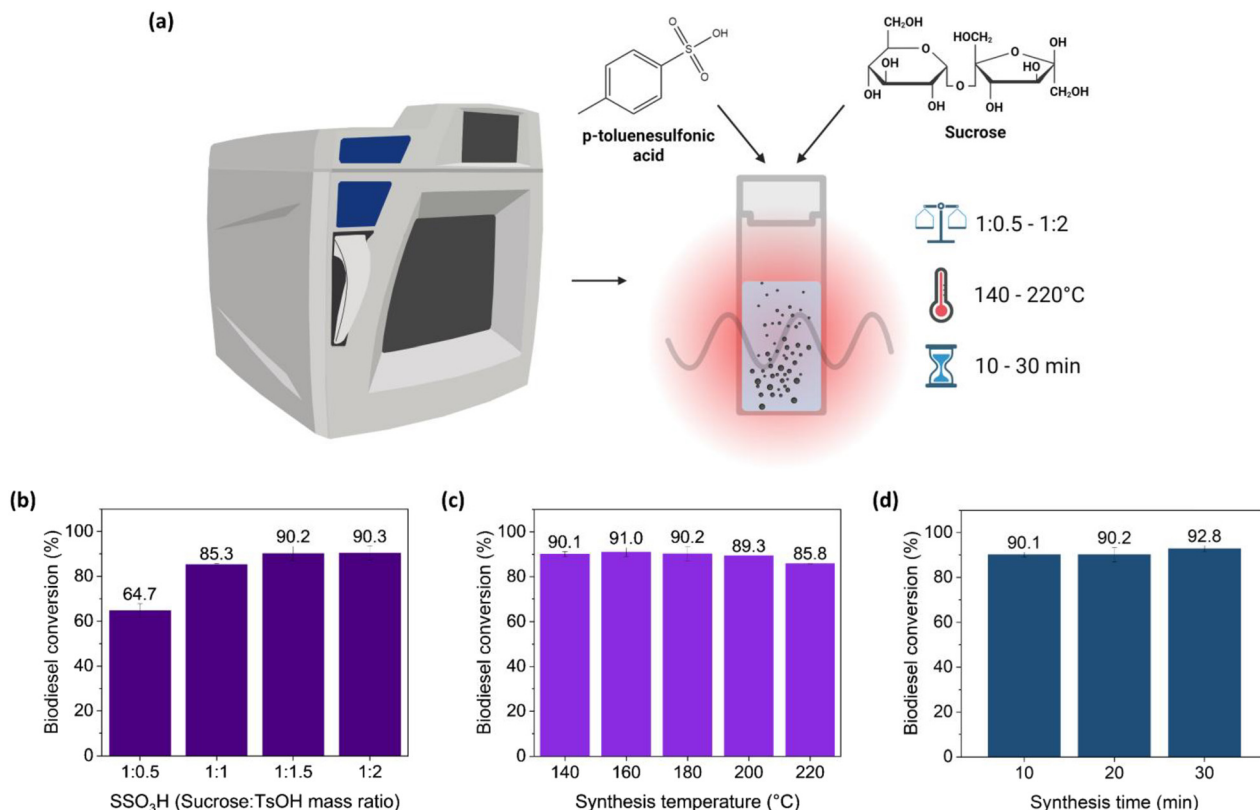 (a)
O
S
OH
O
p-toluenesulfonic
acid
CH₂OH
O
OH
OH
OH
O
HOCH₂
O
OH
HO
CH₂OH
OH
Sucrose
1:0.5 - 1:2
140 - 220°C
10 - 30 min
(b)
Biodiesel conversion (%)
100
80
60
40
20
0
64.7
85.3
90.2
90.3
1:0.5
1:1
1:1.5
1:2
SSO₃H (Sucrose:TsOH mass ratio)
(c)
Biodiesel conversion (%)
100
80
60
40
20
0
90.1
91.0
90.2
89.3
85.8
140
160
180
200
220
Synthesis temperature (°C)
(d)
Biodiesel conversion (%)
100
80
60
40
20
0
90.1
90.2
92.8
10
20
30
Synthesis time (min)